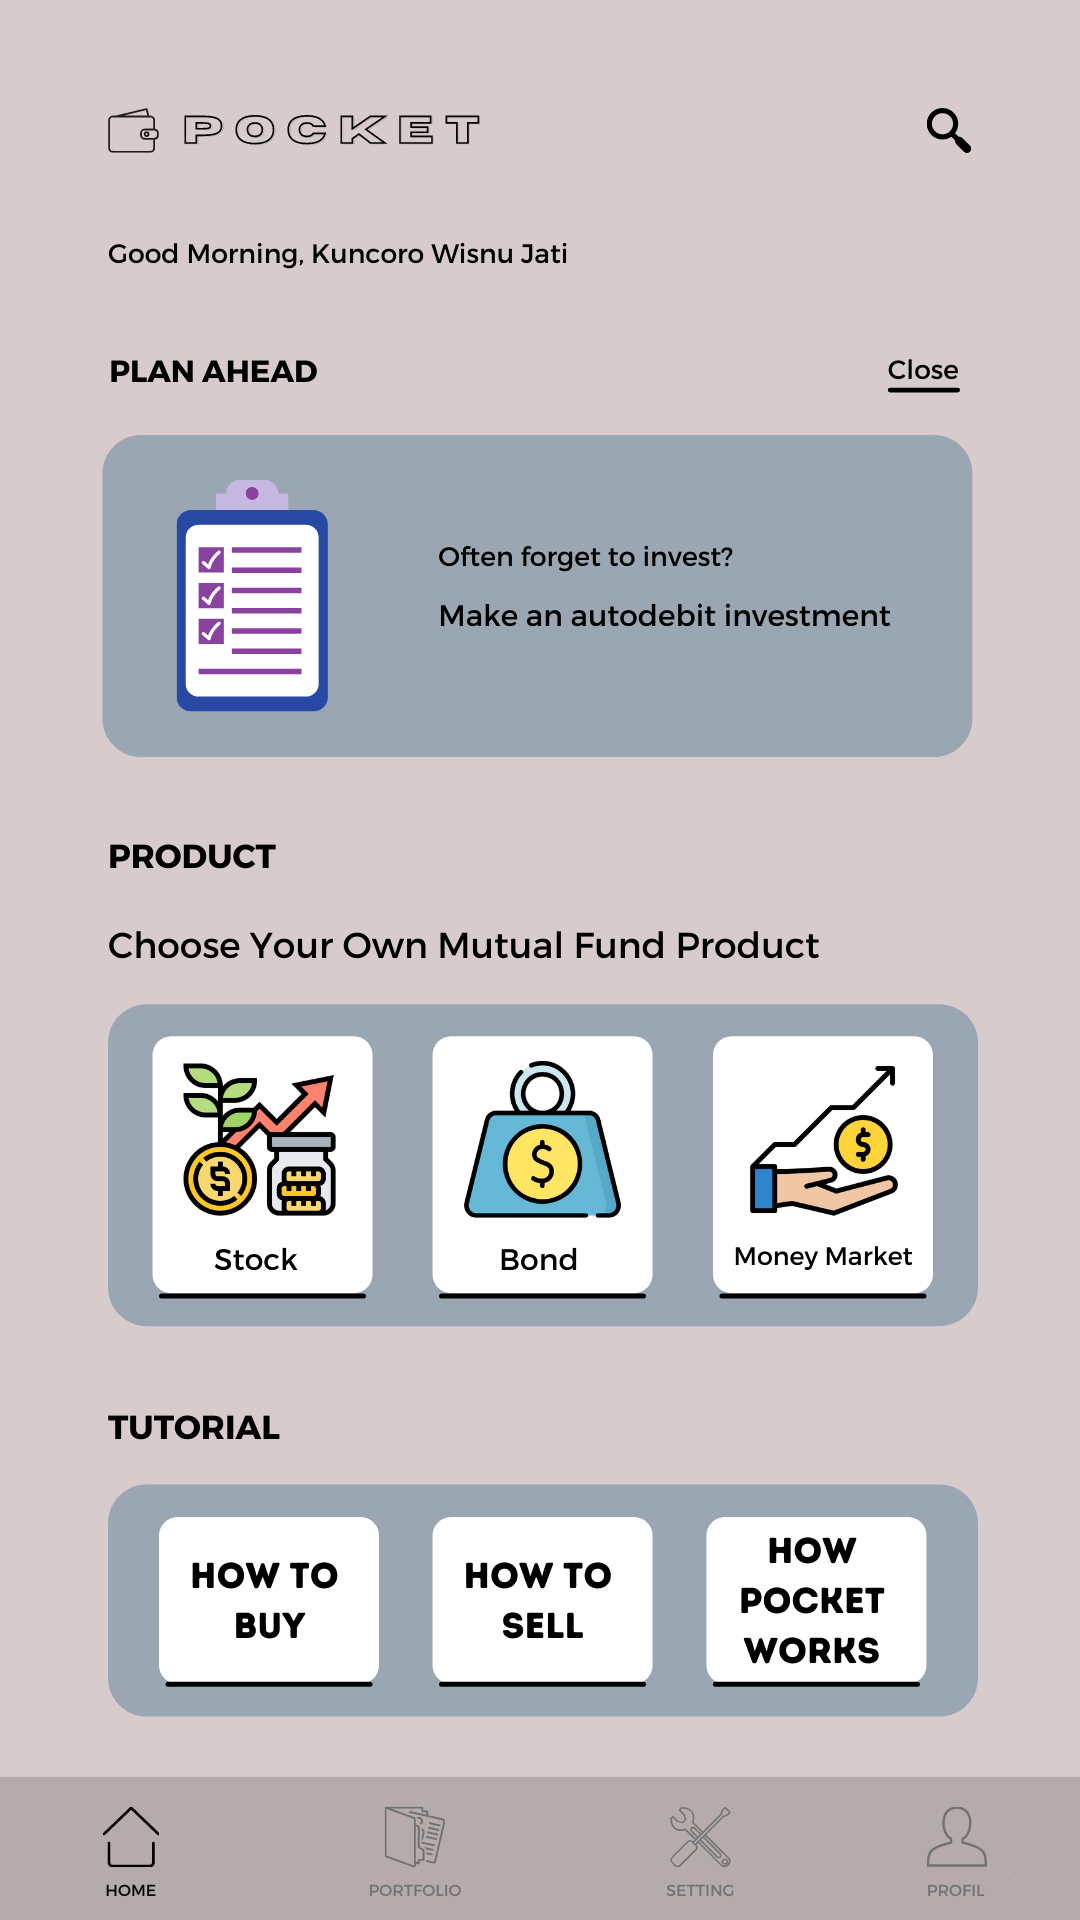 POCKET
Good Morning, Kuncoro Wisnu Jati
PLAN AHEAD
Close
Often forget to invest?
Make an autodebit investment
PRODUCT
Choose Your Own Mutual Fund Product
$
$
$
Stock
Bond
Money Market
TUTORIAL
HOW TO
BUY
HOW TO
SELL
HOW
POCKET
WORKS
HOME
PORTFOLIO
SETTING
PROFIL